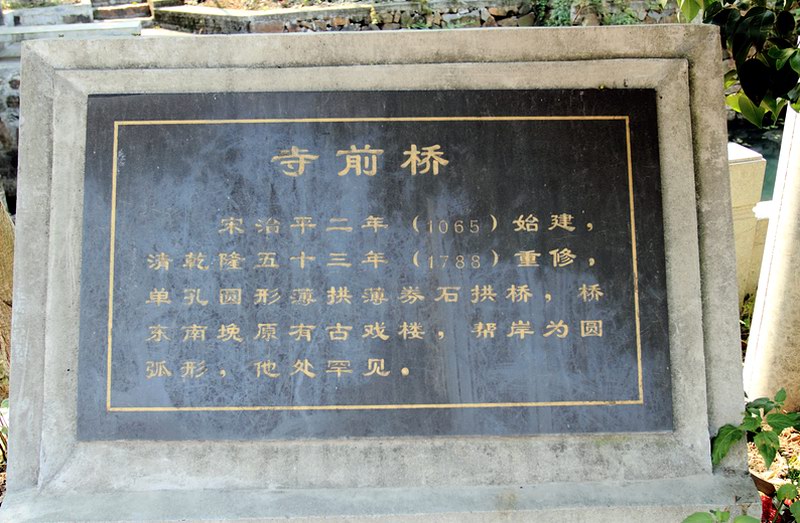 寺前桥
宋治平二年（1065）始建，
清乾隆五十三年（1788）重修，
单孔圆形薄拱薄券石拱桥，桥
东南堍原有古戏楼，帮岸为圆
弧形，他处罕见。